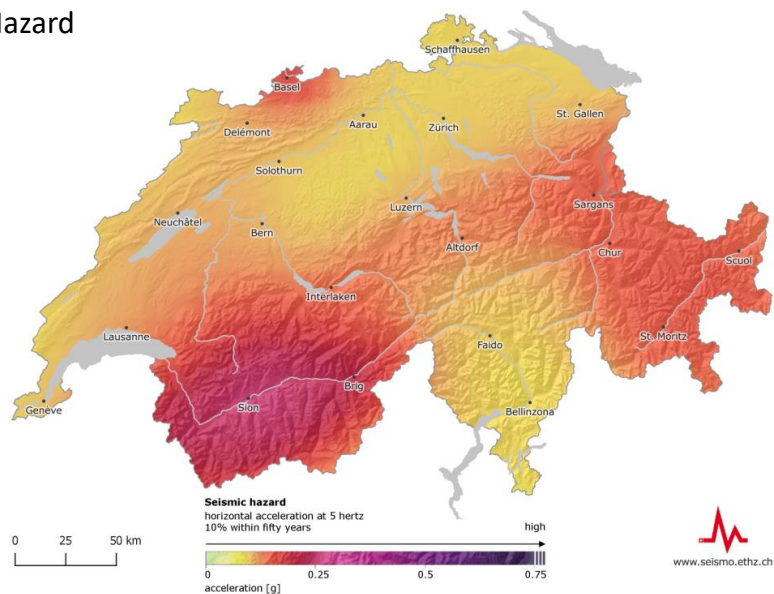 Hazard
Schaffhausen
Basel
St. Gallen
Delémont
Aarau
Zürich
Solothurn
Sargans
Neuchâtel
Luzern
Bern
Altdorf
Chur
Scuol
Interlaken
Lausanne
Faido
St. Moritz
Brig
Genève
Sion
Bellinzona
Seismic hazard
horizontal acceleration at 5 hertz
10% within fifty years
high
0 25 50 km
0 0.25 0.5 0.75
acceleration [g]
www.seismo.ethz.ch